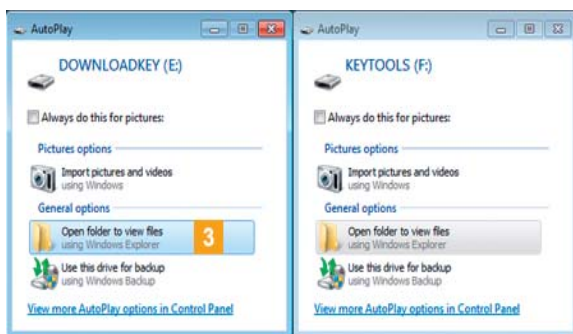 AutoPlay
DOWNLOADKEY (E:)
Always do this for pictures:
Pictures options
Import pictures and videos
using Windows
General options
Open folder to view files
using Windows Explorer
3
Use this drive for backup
using Windows Backup
View more AutoPlay options in Control Panel
AutoPlay
KEYTOOLS (F:)
Always do this for pictures:
Pictures options
Import pictures and videos
using Windows
General options
Open folder to view files
using Windows Explorer
Use this drive for backup
using Windows Backup
View more AutoPlay options in Control Panel